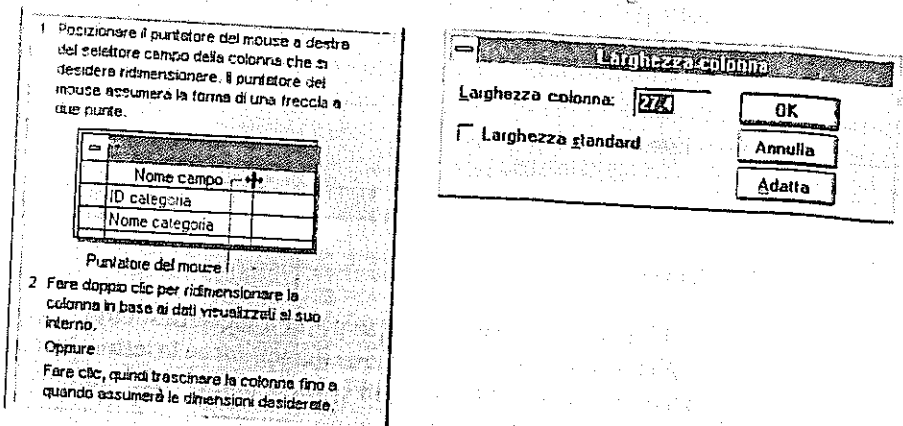 1 Posizionare il puntatore del mouse a destra
del selettore campo della colonna che si
desidera ridimensionare. Il puntatore del
mouse assumerà la forma di una freccia a
due punte.
Nome campo
ID categoria
Nome categoria
Puntatore del mouse
2 Fare doppio clic per ridimensionare la
colonna in base ai dati visualizzati al suo
interno.
Oppure
Fare clic, quindi trascinare la colonna fino a
quando assumerà le dimensioni desiderate.
Larghezza colonna
Larghezza colonna:
OK
Larghezza standard
Annulla
Adatta